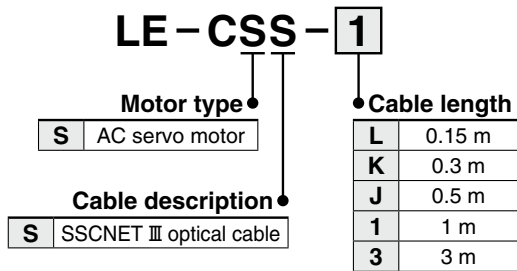 LE－CSS－1
Motor type
S AC servo motor
Cable description
S SSCNET Ⅲ optical cable
Cable length
L 0.15 m
K 0.3 m
J 0.5 m
1 1 m
3 3 m